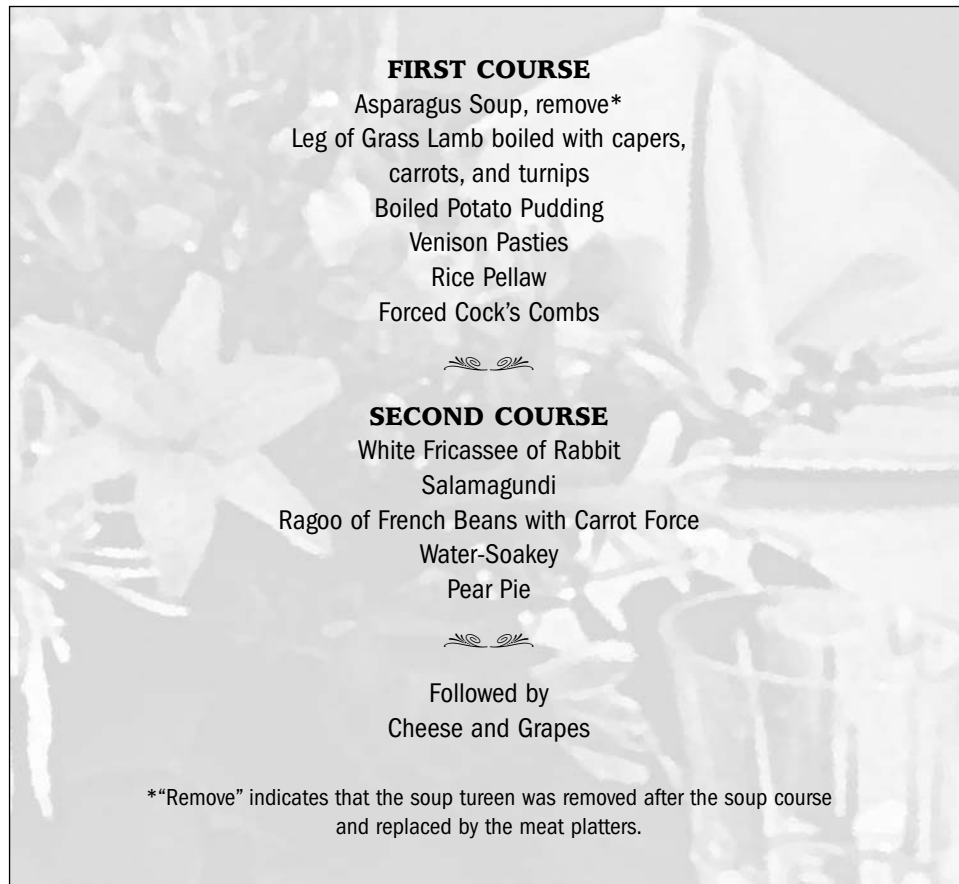 FIRST COURSE
Asparagus Soup, remove*
Leg of Grass Lamb boiled with capers,
carrots, and turnips
Boiled Potato Pudding
Venison Pasties
Rice Pellaw
Forced Cock's Combs
SECOND COURSE
White Fricassee of Rabbit
Salamagundi
Ragoo of French Beans with Carrot Force
Water-Soakey
Pear Pie
Followed by
Cheese and Grapes
*“Remove” indicates that the soup tureen was removed after the soup course
and replaced by the meat platters.